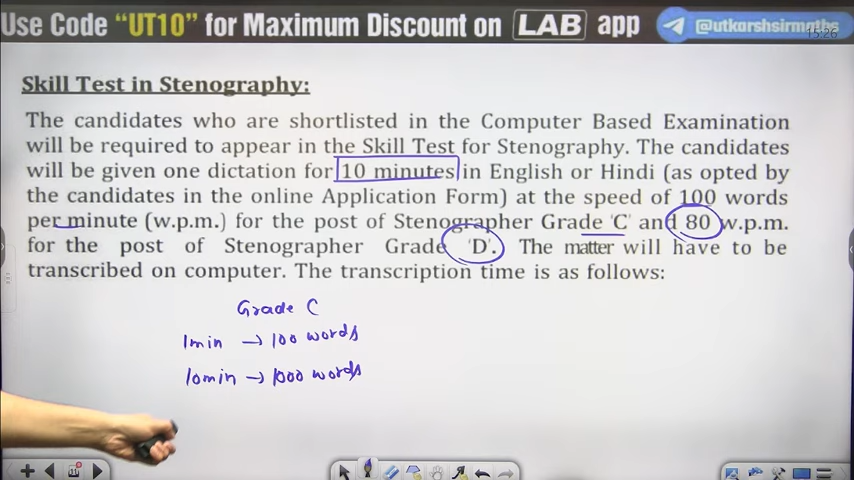 Use Code "UT10" for Maximum Discount on LAB app @utkarshsirmaths
15:26
Skill Test in Stenography:
The candidates who are shortlisted in the Computer Based Examination
will be required to appear in the Skill Test for Stenography. The candidates
will be given one dictation for 10 minutes in English or Hindi (as opted by
the candidates in the online Application Form) at the speed of 100 words
per minute (w.p.m.) for the post of Stenographer Grade 'C' and 80 w.p.m.
for the post of Stenographer Grade 'D'. The matter will have to be
transcribed on computer. The transcription time is as follows:
Grade C
1min → 100 words
10min → 1000 words
11